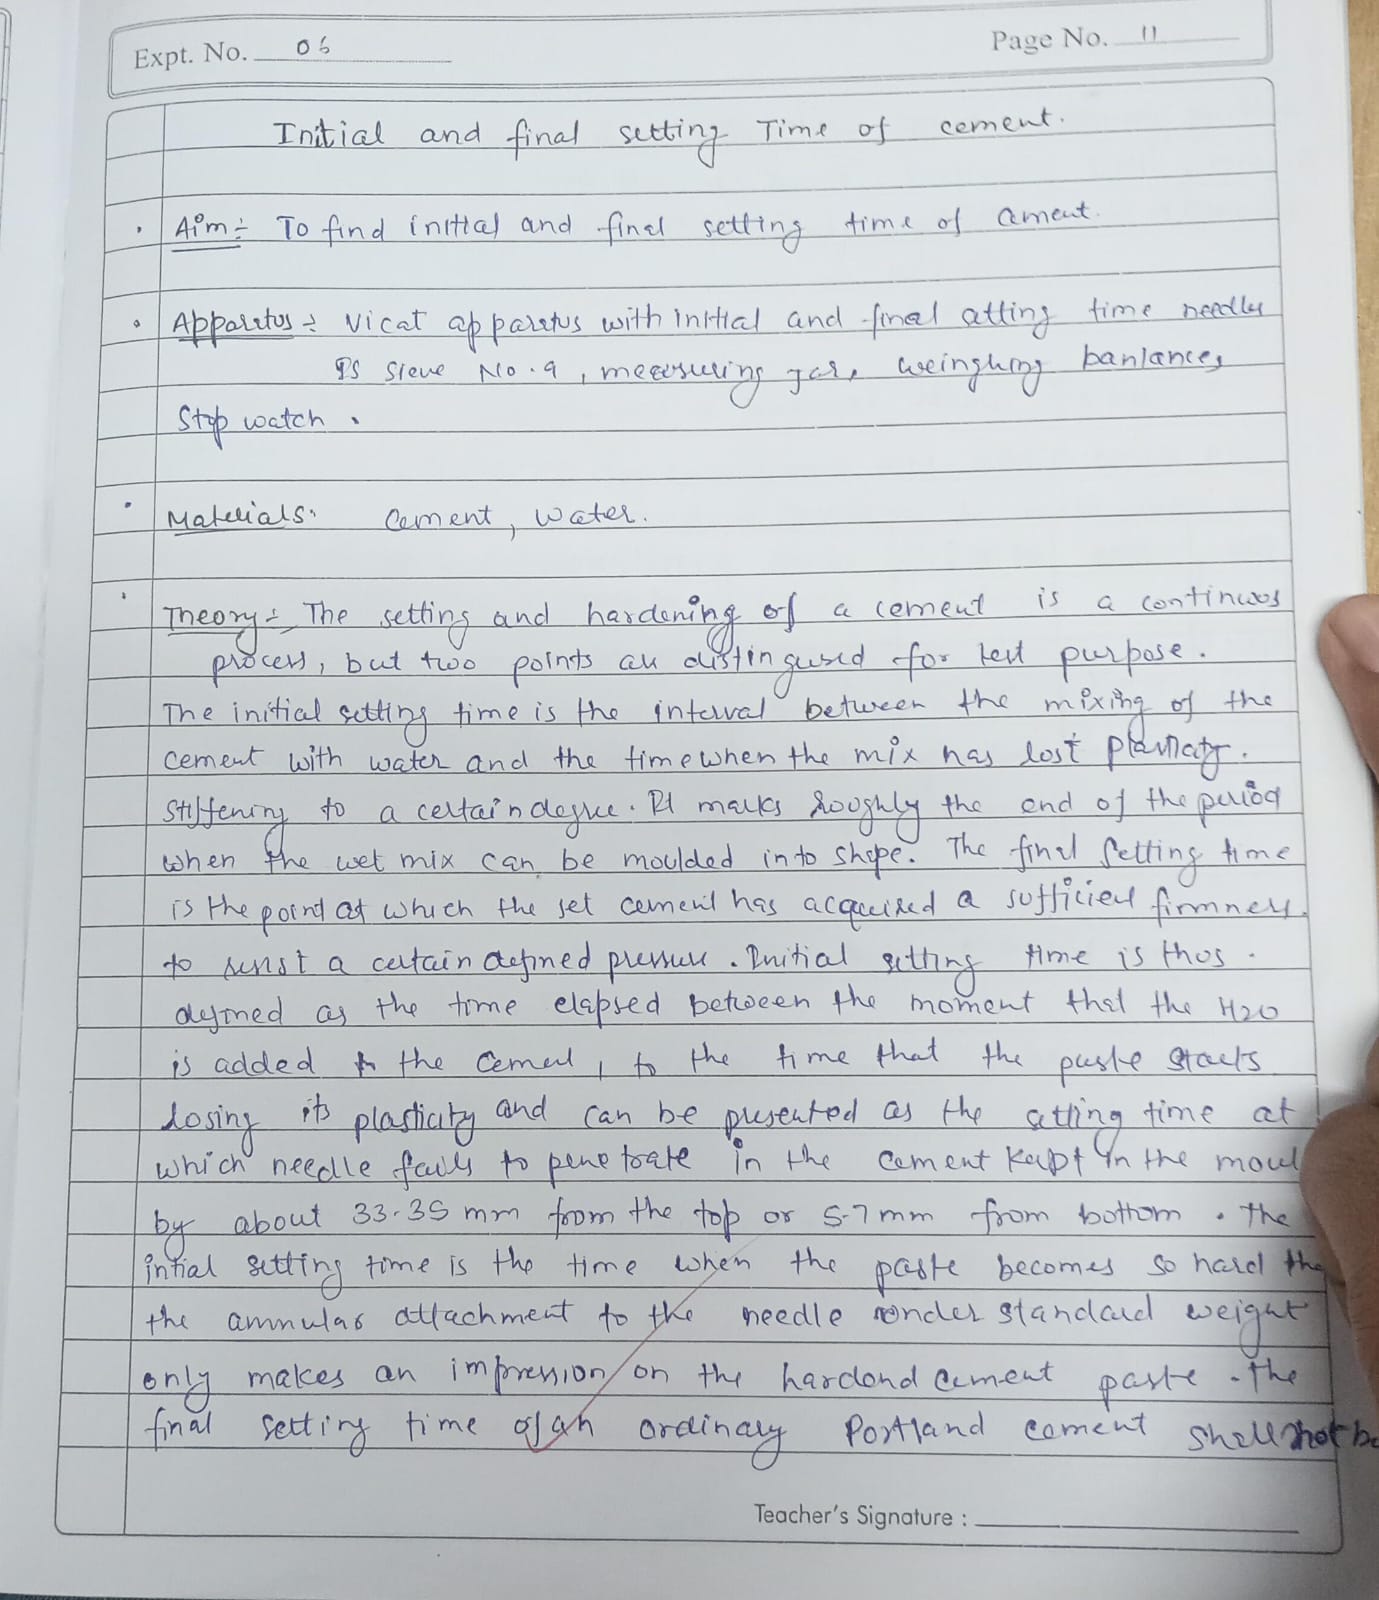 Expt. No. 06
Page No. 11
Initial and final setting Time of cement.
Aim:- To find initial and final setting time of cement.
Apparatus:- Vicat apparatus with initial and final setting time needles
IS Sieve No. 9, measuring jar, weinghing banlances,
Stop watch.
Materials: Cement, Water.
Theory:- The setting and hardening of a cement is a continuos
process, but two points are distinguised for test purpose.
The initial setting time is the interval between the mixing of the
cement with water and the time when the mix has lost plasticity.
Stiffening to a certain degree. It marks roughly the end of the period
when the wet mix can be moulded into shape. The final setting time
is the point at which the set cement has acquired a sufficient firmness
to resist a certain defined pressure. Initial setting time is thus.
defined as the time elapsed between the moment that the H2O
is added to the cement, to the time that the paste starts
losing its plasticity and can be presented as the setting time at
which needle fails to penetrate in the cement kept in the moul
by about 33-35 mm from the top or 5-7 mm from bottom. The
intial setting time is the time when the paste becomes so hard tha
the annular attachment to the needle under standard weight
only makes an impression on the hardend cement paste. The
final setting time of an ordinary Portland cement shall not be
Teacher's Signature :